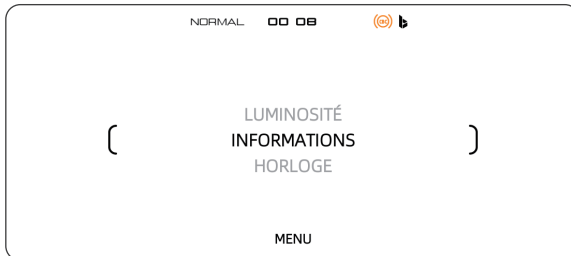 NORMAL 00 08
LUMINOSITÉ
INFORMATIONS
HORLOGE
MENU